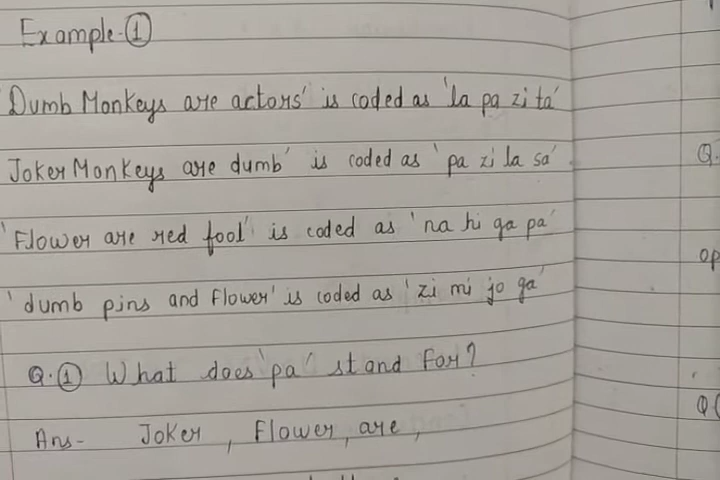 Example-①
'Dumb Monkeys are actors' is coded as 'la pa zi ta'
Joker Monkeys are dumb' is coded as 'pa zi la sa'
'Flower are red fool' is coded as 'na hi ga pa'
'dumb pins and Flower' is coded as 'zi mi jo ga'
Q.① What does 'pa' stand For?
Ans- Joker, Flower, are,
Q.
op
Q(